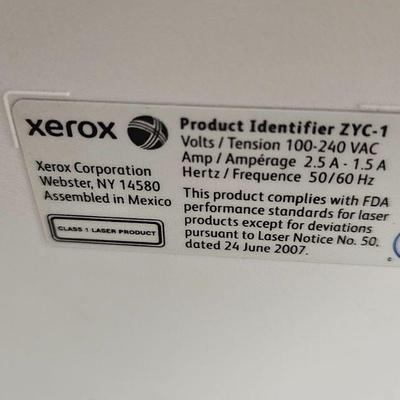 xerox
Xerox Corporation
Webster, NY 14580
Assembled in Mexico
CLASS 1 LASER PRODUCT
Product Identifier ZYC-1
Volts / Tension 100-240 VAC
Amp / Ampérage 2.5 A - 1.5 A
Hertz / Frequence 50/60 Hz
This product complies with FDA
performance standards for laser
products except for deviations
pursuant to Laser Notice No. 50,
dated 24 June 2007.